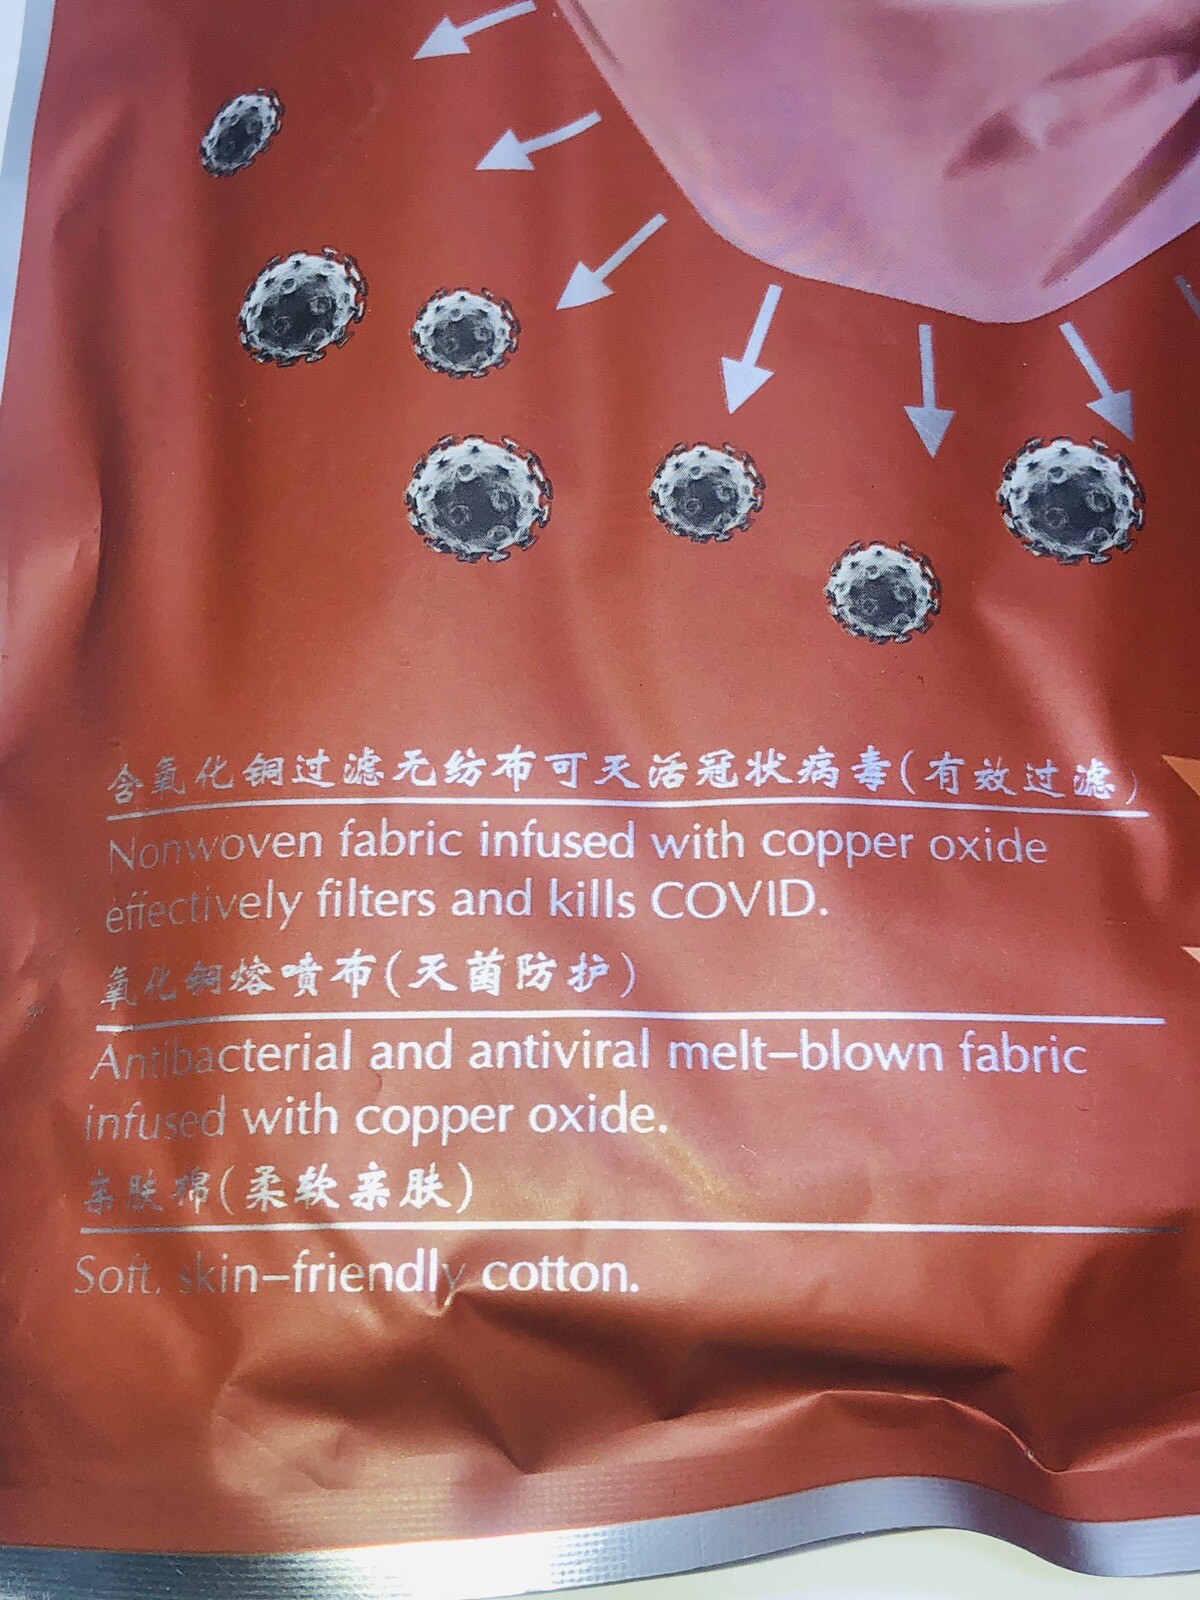 含氧化铜过滤无纺布可灭活冠状病毒(有效过滤)
Nonwoven fabric infused with copper oxide
effectively filters and kills COVID.
氧化铜熔喷布(灭菌防护)
Antibacterial and antiviral melt-blown fabric
infused with copper oxide.
亲肤棉(柔软亲肤)
Soft, skin-friendly cotton.